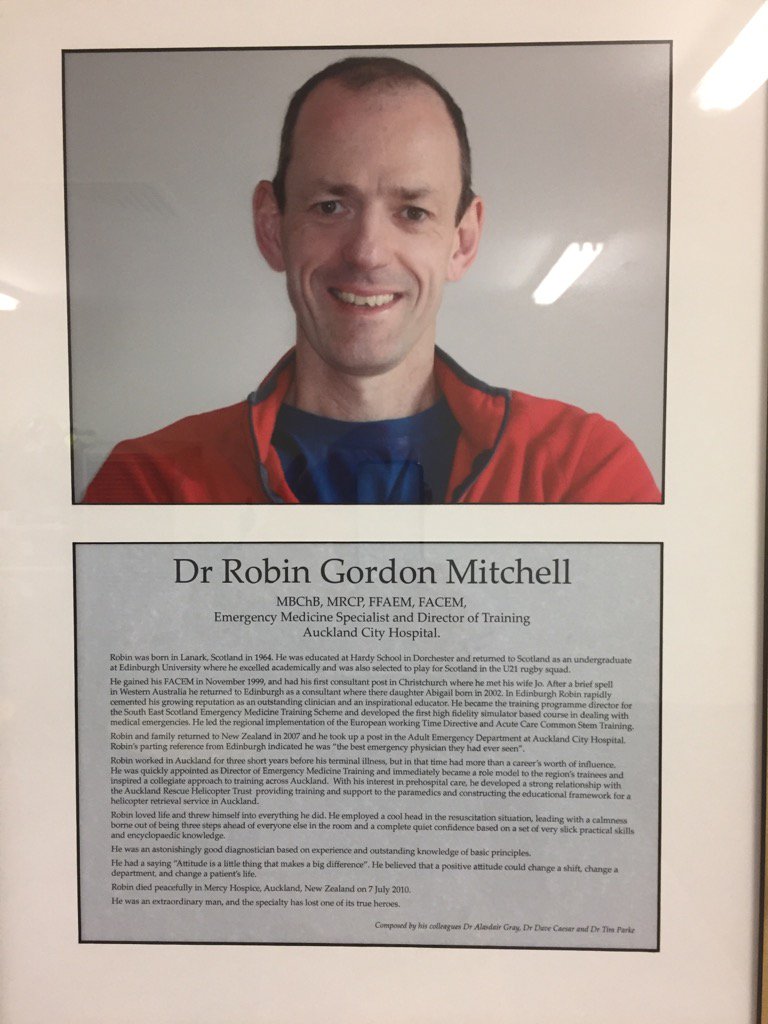 Dr Robin Gordon Mitchell
MBChB, MRCP, FFAEM, FACEM,
Emergency Medicine Specialist and Director of Training
Auckland City Hospital.
Robin was born in Lanark, Scotland in 1964. He was educated at Hardy School in Dorchester and returned to Scotland as an undergraduate
at Edinburgh University where he excelled academically and was also selected to play for Scotland in the U21 rugby squad.
He gained his FACEM in November 1999, and had his first consultant post in Christchurch where he met his wife Jo. After a brief spell
in Western Australia he returned to Edinburgh as a consultant where there daughter Abigail born in 2002. In Edinburgh Robin rapidly
cemented his growing reputation as an outstanding clinician and an inspirational educator. He became the training programme director for
the South East Scotland Emergency Medicine Training Scheme and developed the first high fidelity simulator based course in dealing with
medical emergencies. He led the regional implementation of the European working Time Directive and Acute Care Common Stem Training.
Robin and family returned to New Zealand in 2007 and he took up a post in the Adult Emergency Department at Auckland City Hospital.
Robin's parting reference from Edinburgh indicated he was "the best emergency physician they had ever seen".
Robin worked in Auckland for three short years before his terminal illness, but in that time had more than a career's worth of influence.
He was quickly appointed as Director of Emergency Medicine Training and immediately became a role model to the region's trainees and
inspired a collegiate approach to training across Auckland. With his interest in prehospital care, he developed a strong relationship with
the Auckland Rescue Helicopter Trust providing training and support to the paramedics and constructing the educational framework for a
helicopter retrieval service in Auckland.
Robin loved life and threw himself into everything he did. He employed a cool head in the resuscitation situation, leading with a calmness
borne out of being three steps ahead of everyone else in the room and a complete quiet confidence based on a set of very slick practical skills
and encyclopaedic knowledge.
He was an astonishingly good diagnostician based on experience and outstanding knowledge of basic principles.
He had a saying "Attitude is a little thing that makes a big difference". He believed that a positive attitude could change a shift, change a
department, and change a patient's life.
Robin died peacefully in Mercy Hospice, Auckland, New Zealand on 7 July 2010.
He was an extraordinary man, and the specialty has lost one of its true heroes.
Composed by his colleagues Dr Alasdair Gray, Dr Dave Caesar and Dr Tim Parke